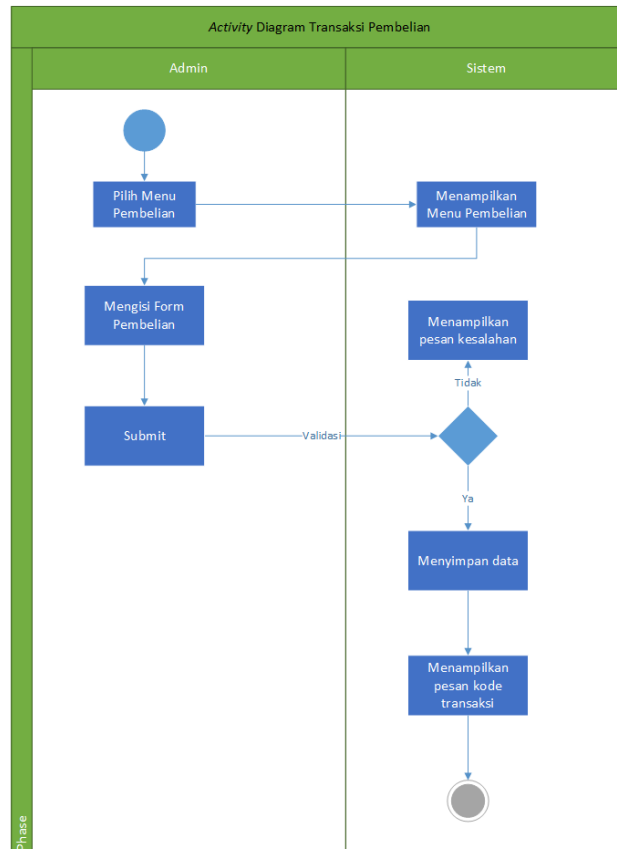 Activity Diagram Transaksi Pembelian
Admin
Sistem
Pilih Menu
Pembelian
Menampilkan
Menu Pembelian
Mengisi Form
Pembelian
Menampilkan
pesan kesalahan
Tidak
Submit
Validasi
Ya
Menyimpan data
Menampilkan
pesan kode
transaksi
Phase